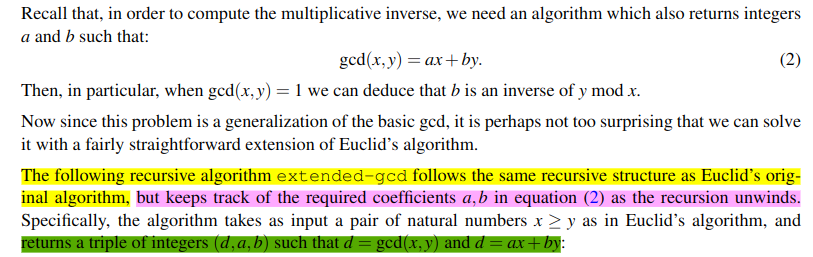 Recall that, in order to compute the multiplicative inverse, we need an algorithm which also returns integers
a and b such that:
gcd(x,y) = ax+by. (2)
Then, in particular, when gcd(x,y) = 1 we can deduce that b is an inverse of y mod x.
Now since this problem is a generalization of the basic gcd, it is perhaps not too surprising that we can solve
it with a fairly straightforward extension of Euclid's algorithm.
The following recursive algorithm extended-gcd follows the same recursive structure as Euclid's orig-
inal algorithm, but keeps track of the required coefficients a,b in equation (2) as the recursion unwinds.
Specifically, the algorithm takes as input a pair of natural numbers x ≥ y as in Euclid's algorithm, and
returns a triple of integers (d,a,b) such that d = gcd(x,y) and d = ax+by: